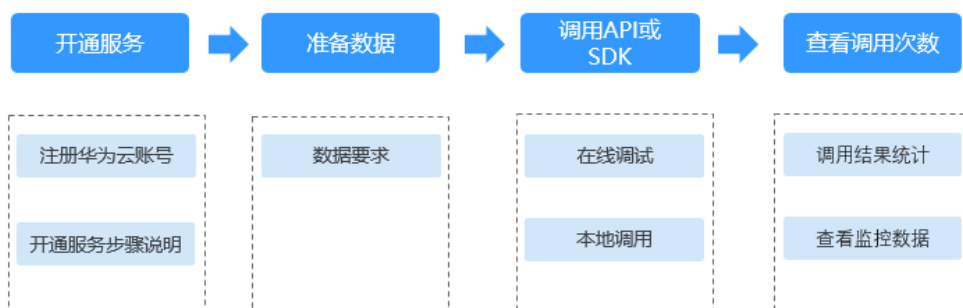 开通服务
准备数据
调用API或
SDK
查看调用次数
注册华为云账号
数据要求
在线调试
调用结果统计
开通服务步骤说明
本地调用
查看监控数据